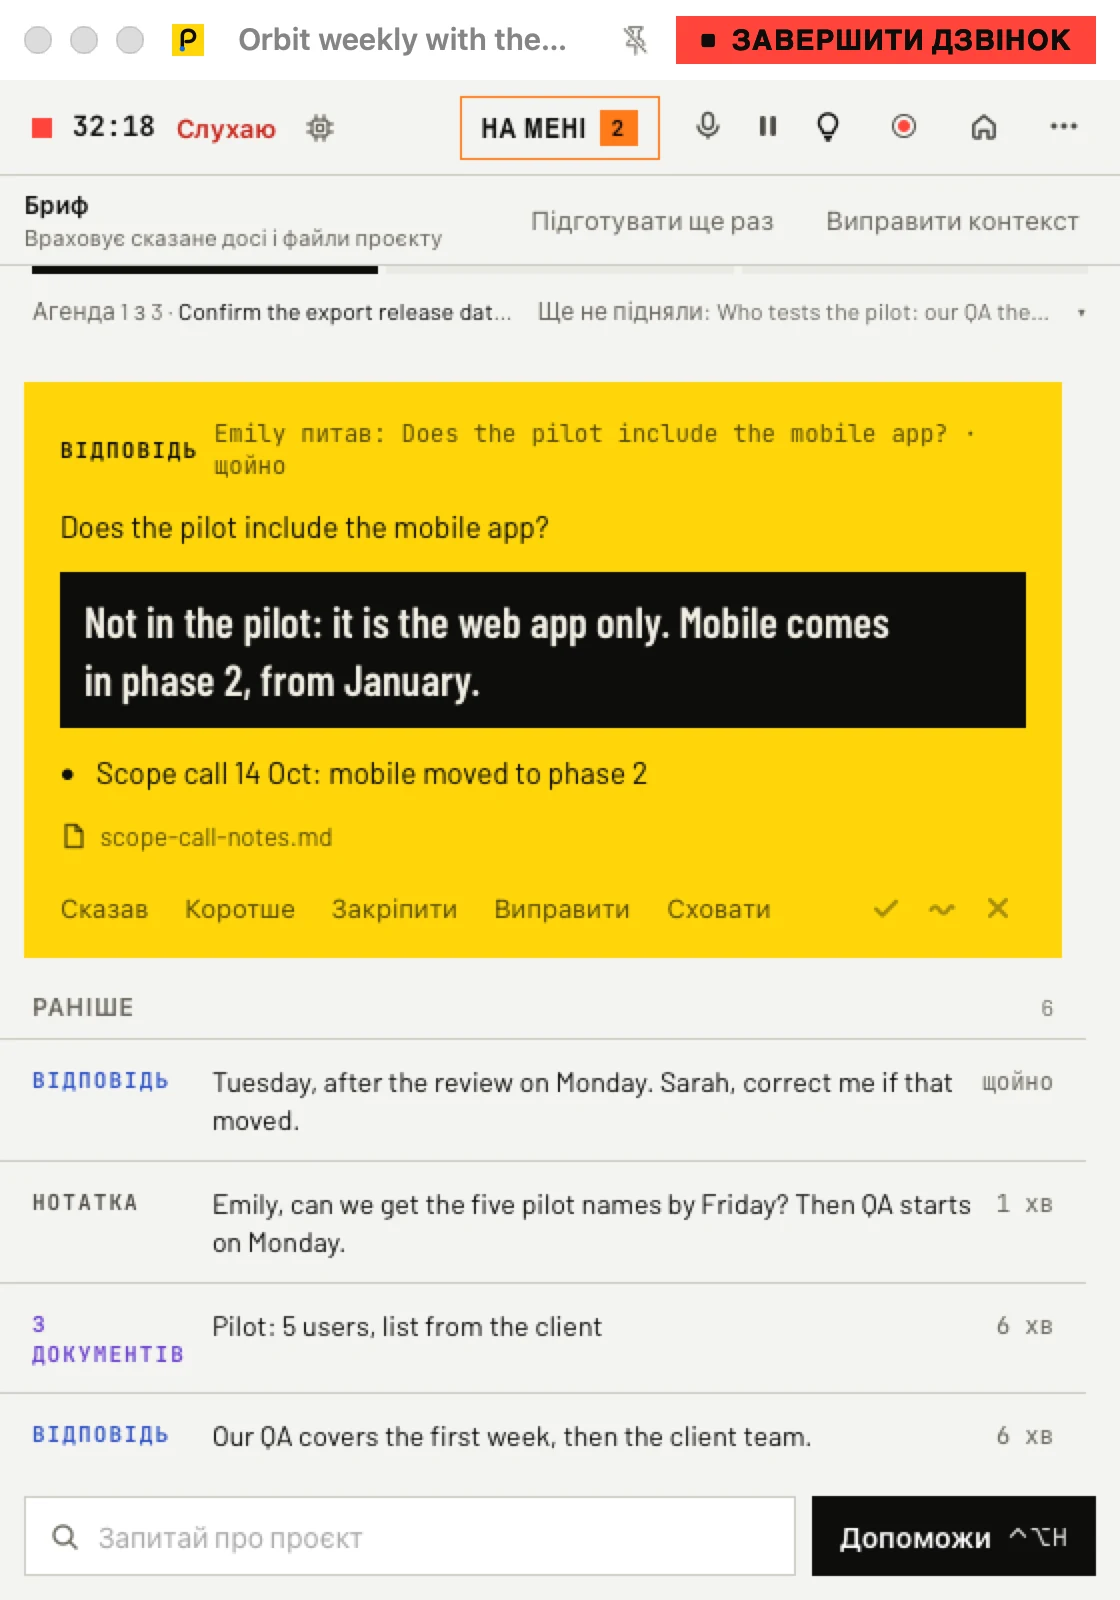 Orbit weekly with the...
ЗАВЕРШИТИ ДЗВІНОК
32:18 Слухаю
НА МЕНІ 2
Бриф
Враховує сказане досі і файли проєкту
Підготувати ще раз
Виправити контекст
Агенда 1 з 3 · Confirm the export release dat...
Ще не підняли: Who tests the pilot: our QA the...
ВІДПОВІДЬ
Emily питав: Does the pilot include the mobile app? ·
щойно
Does the pilot include the mobile app?
Not in the pilot: it is the web app only. Mobile comes
in phase 2, from January.
• Scope call 14 Oct: mobile moved to phase 2
scope-call-notes.md
Сказав Коротше Закріпити Виправити Сховати
РАНІШЕ 6
ВІДПОВІДЬ
Tuesday, after the review on Monday. Sarah, correct me if that
moved.
щойно
НОТАТКА
Emily, can we get the five pilot names by Friday? Then QA starts
on Monday.
1 хв
З
ДОКУМЕНТІВ
Pilot: 5 users, list from the client
6 хв
ВІДПОВІДЬ
Our QA covers the first week, then the client team.
6 хв
Запитай про проєкт
Допоможи ^⌥H